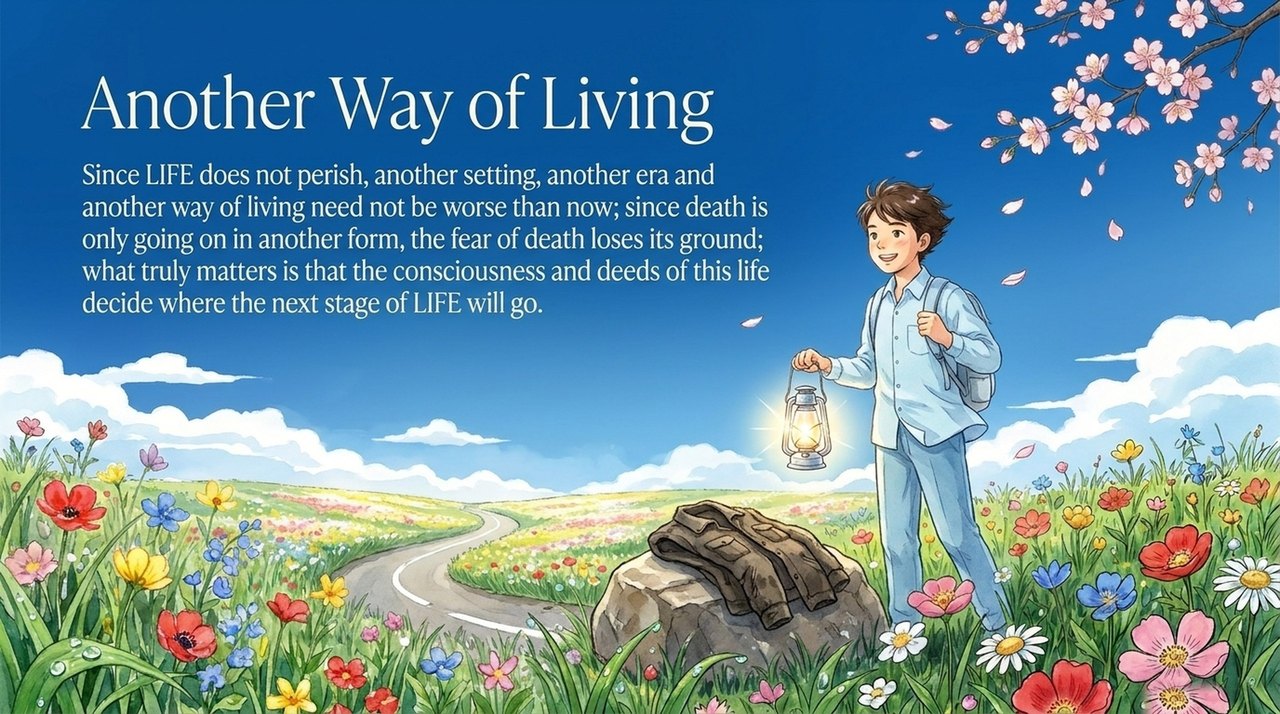 Another Way of Living
Since LIFE does not perish, another setting, another era and
another way of living need not be worse than now; since death is
only going on in another form, the fear of death loses its ground;
what truly matters is that the consciousness and deeds of this life
decide where the next stage of LIFE will go.